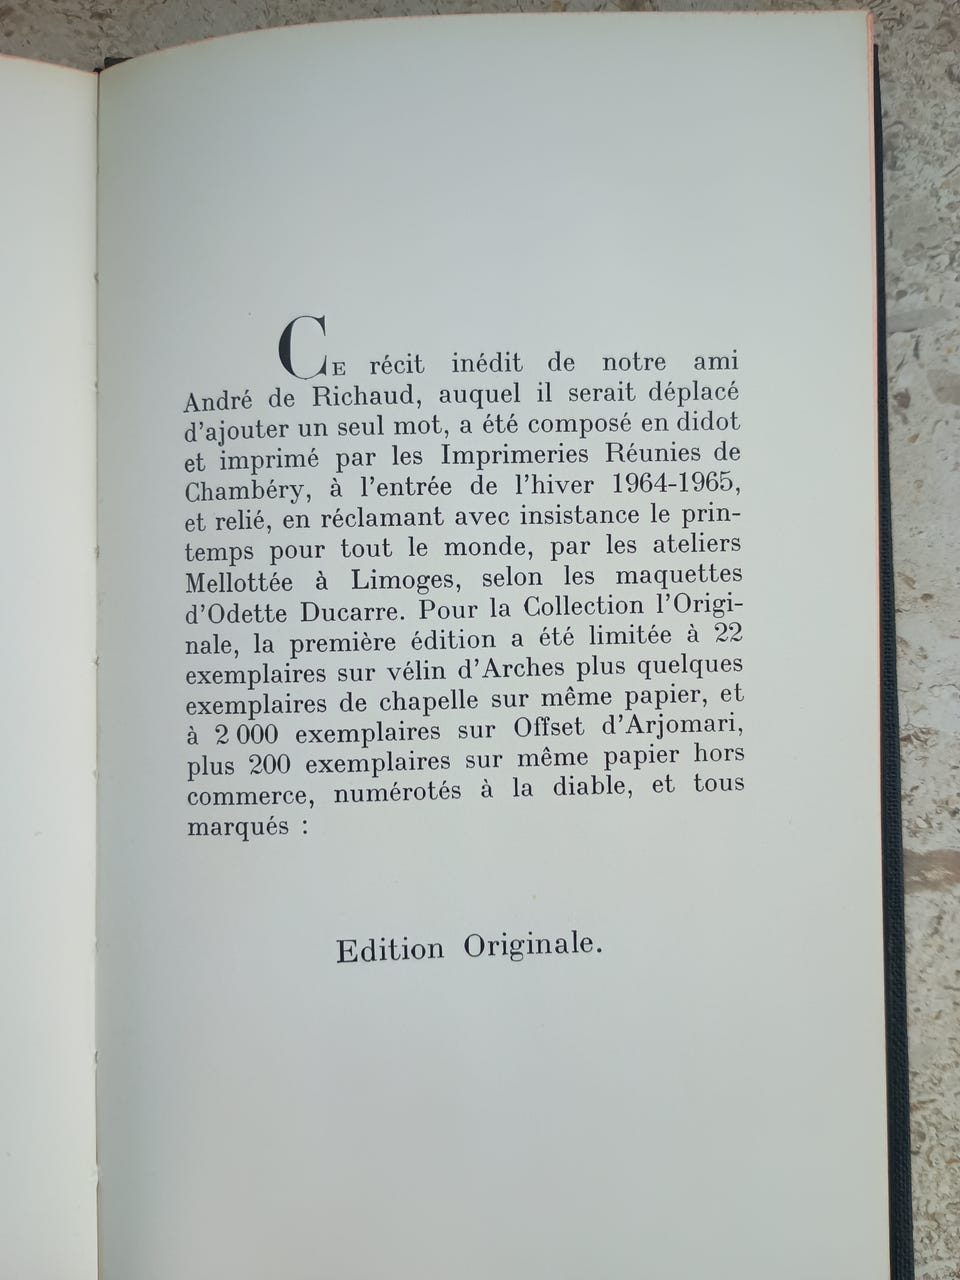 CE récit inédit de notre ami
André de Richaud, auquel il serait déplacé
d'ajouter un seul mot, a été composé en didot
et imprimé par les Imprimeries Réunies de
Chambéry, à l'entrée de l'hiver 1964-1965,
et relié, en réclamant avec insistance le prin-
temps pour tout le monde, par les ateliers
Mellottée à Limoges, selon les maquettes
d'Odette Ducarre. Pour la Collection l'Origi-
nale, la première édition a été limitée à 22
exemplaires sur vélin d'Arches plus quelques
exemplaires de chapelle sur même papier, et
à 2 000 exemplaires sur Offset d'Arjomari,
plus 200 exemplaires sur même papier hors
commerce, numérotés à la diable, et tous
marqués :
Edition Originale.